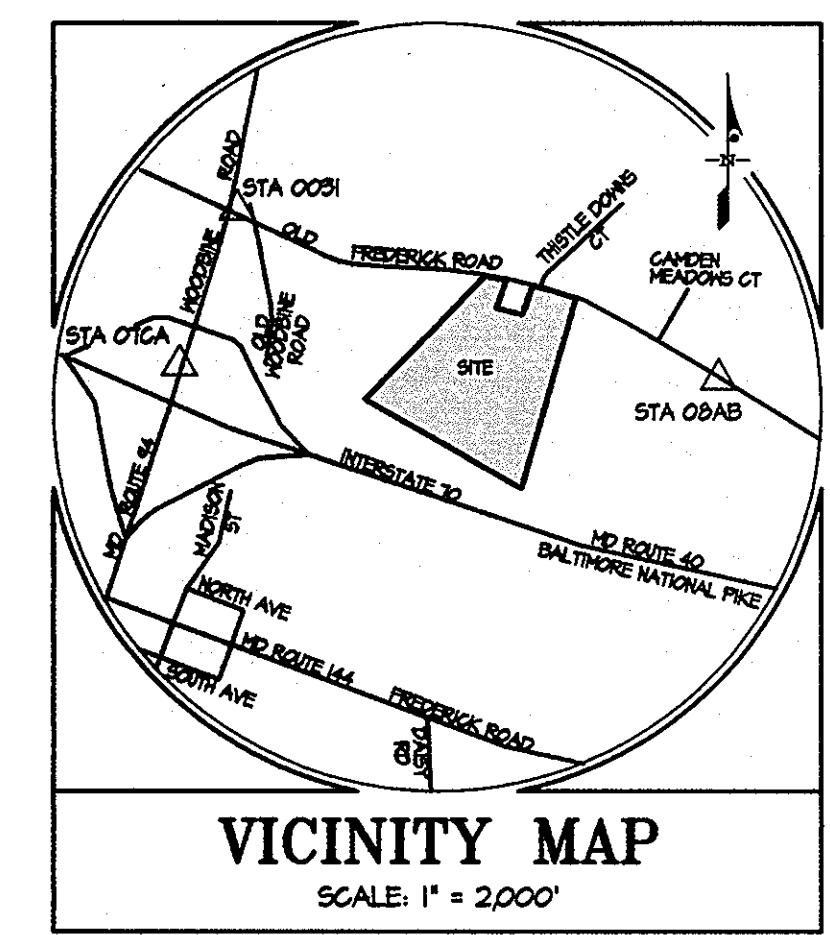 ROAD
STA 0031
OLD
FREDERICK ROAD
THISTLE DOWNS
CT
N
CAMDEN
MEADOWS CT
WOODBINE
OLD
WOODBINE
ROAD
STA 07CA
SITE
STA 08AB
INTERSTATE 70
MD ROUTE 94
MADISON
ST
MD ROUTE 40
BALTIMORE NATIONAL PIKE
NORTH AVE
MD ROUTE 144
SOUTH AVE
FREDERICK ROAD
DAISY
RD
VICINITY MAP
SCALE: 1" = 2,000'